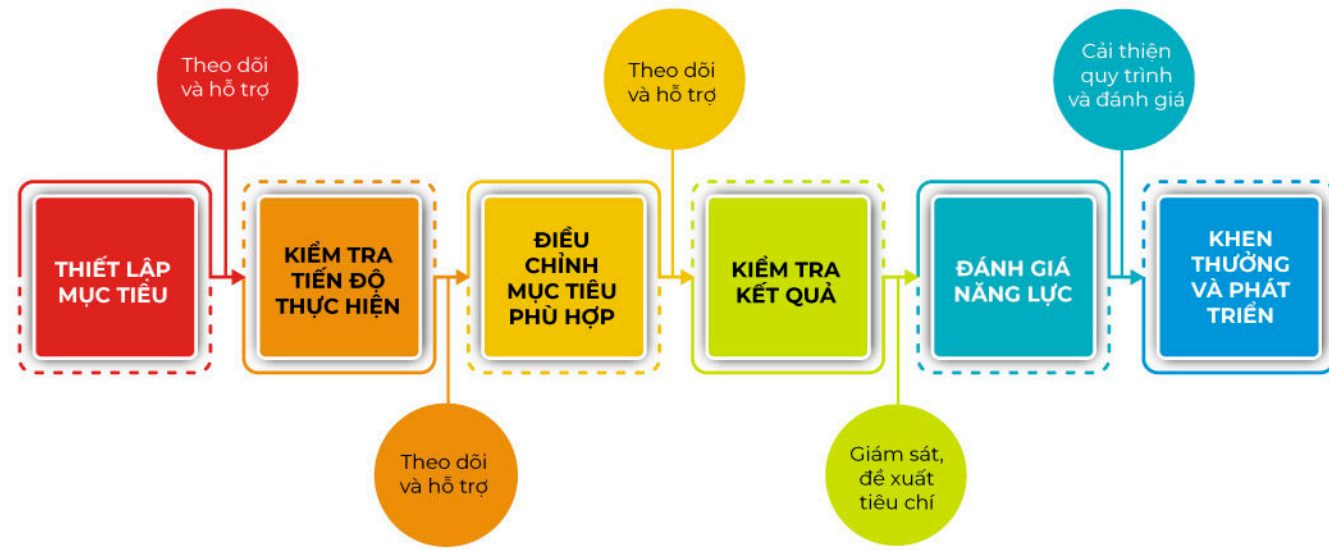 Theo dõi
và hỗ trợ
Theo dõi
và hỗ trợ
Cải thiện
quy trình
và đánh giá
THIẾT LẬP
MỤC TIÊU
KIỂM TRA
TIẾN ĐỘ
THỰC HIỆN
ĐIỀU
CHỈNH
MỤC TIÊU
PHÙ HỢP
KIỂM TRA
KẾT QUẢ
ĐÁNH GIÁ
NĂNG LỰC
KHEN
THƯỞNG
VÀ PHÁT
TRIỂN
Theo dõi
và hỗ trợ
Giám sát,
đề xuất
tiêu chí